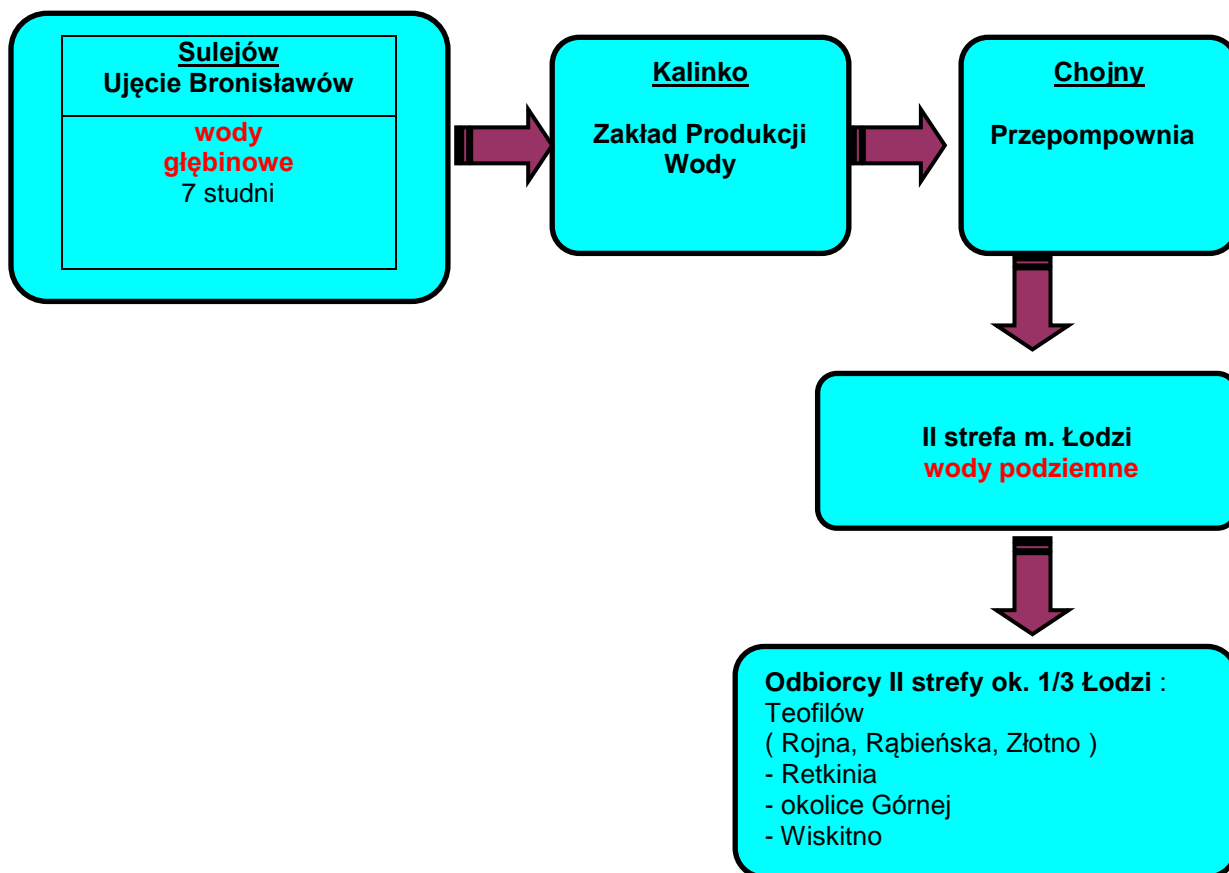 Sulejów
Ujęcie Bronisławów
wody
głębinowe
7 studni
Kalinko
Zakład Produkcji
Wody
Chojny
Przepompownia
II strefa m. Łodzi
wody podziemne
Odbiorcy II strefy ok. 1/3 Łodzi :
Teofilów
( Rojna, Rąbieńska, Złotno )
- Retkinia
- okolice Górnej
- Wiskitno